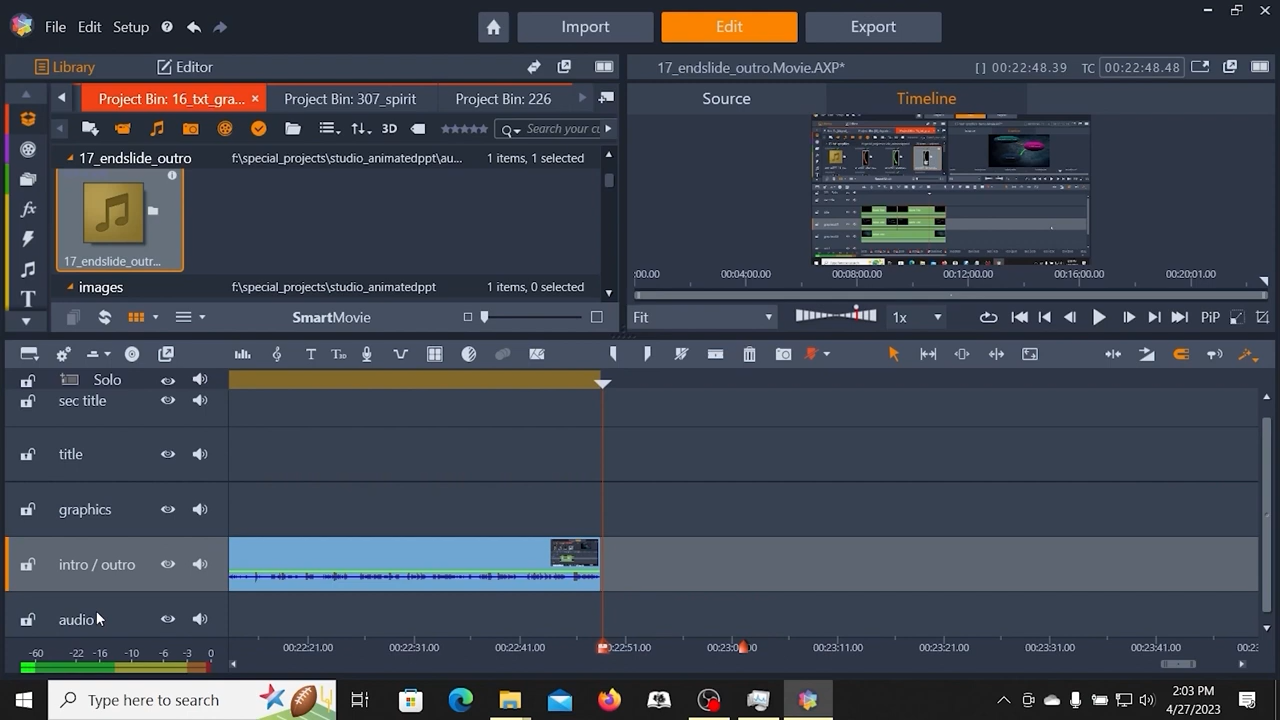 File Edit Setup
Import Edit Export
Library Editor
17_endslide_outro.Movie.AXP* [] 00:22:48.39 TC 00:22:48.48
Project Bin: 16_txt_gra... × Project Bin: 307_spirit Project Bin: 226
Source Timeline
3D Search your cu
17_endslide_outro f:\special_projects\studio_animatedppt\au... 1 items, 1 selected
17_endslide_outr...
:00.00 00:04:00.00 00:08:00.00 00:12:00.00 00:16:00.00 00:20:01.00
images f:\special_projects\studio_animatedppt 1 items, 0 selected
SmartMovie
Fit 1x PiP
Solo
sec title
title
graphics
intro / outro
audio
00:22:21.00 00:22:31.00 00:22:41.00 00:22:51.00 00:23:11.00 00:23:21.00 00:23:31.00 00:23:41.00
-60 -22 -16 -10 -6 -3 0
Type here to search
2:03 PM
4/27/2023